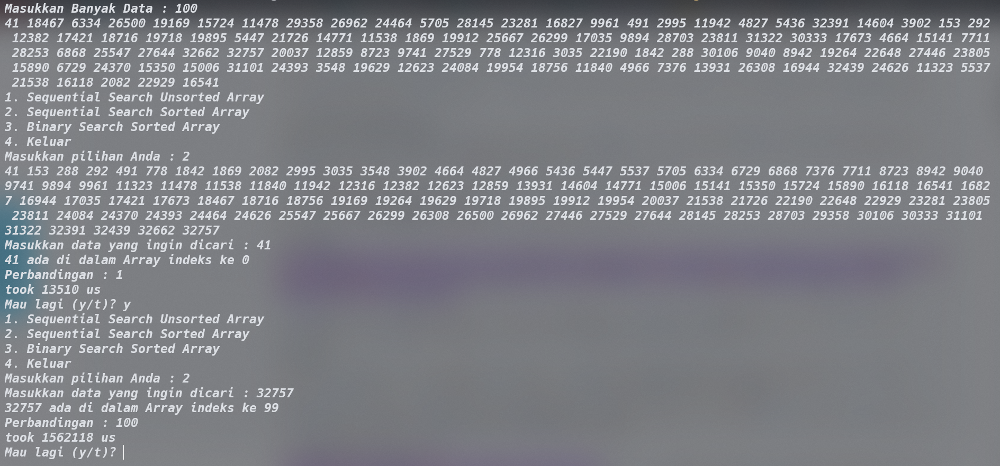 Masukkan Banyak Data : 100
41 18467 6334 26500 19169 15724 11478 29358 26962 24464 5705 28145 23281 16827 9961 491 2995 11942 4827 5436 32391 14604 3902 153 292
12382 17421 18716 19718 19895 5447 21726 14771 11538 1869 19912 25667 26299 17035 9894 28703 23811 31322 30333 17673 4664 15141 7711
28253 6868 25547 27644 32662 32757 20037 12859 8723 9741 27529 778 12316 3035 22190 1842 288 30106 9040 8942 19264 22648 27446 23805
15890 6729 24370 15350 15006 31101 24393 3548 19629 12623 24084 19954 18756 11840 4966 7376 13931 26308 16944 32439 24626 11323 5537
21538 16118 2082 22929 16541
1. Sequential Search Unsorted Array
2. Sequential Search Sorted Array
3. Binary Search Sorted Array
4. Keluar
Masukkan pilihan Anda : 2
41 153 288 292 491 778 1842 1869 2082 2995 3035 3548 3902 4664 4827 4966 5436 5447 5537 5705 6334 6729 6868 7376 7711 8723 8942 9040
9741 9894 9961 11323 11478 11538 11840 11942 12316 12382 12623 12859 13931 14604 14771 15006 15141 15350 15724 15890 16118 16541 1682
7 16944 17035 17421 17673 18467 18716 18756 19169 19264 19629 19718 19895 19912 19954 20037 21538 21726 22190 22648 22929 23281 23805
23811 24084 24370 24393 24464 24626 25547 25667 26299 26308 26500 26962 27446 27529 27644 28145 28253 28703 29358 30106 30333 31101
31322 32391 32439 32662 32757
Masukkan data yang ingin dicari : 41
41 ada di dalam Array indeks ke 0
Perbandingan : 1
took 13510 us
Mau lagi (y/t)? y
1. Sequential Search Unsorted Array
2. Sequential Search Sorted Array
3. Binary Search Sorted Array
4. Keluar
Masukkan pilihan Anda : 2
Masukkan data yang ingin dicari : 32757
32757 ada di dalam Array indeks ke 99
Perbandingan : 100
took 1562118 us
Mau lagi (y/t)?